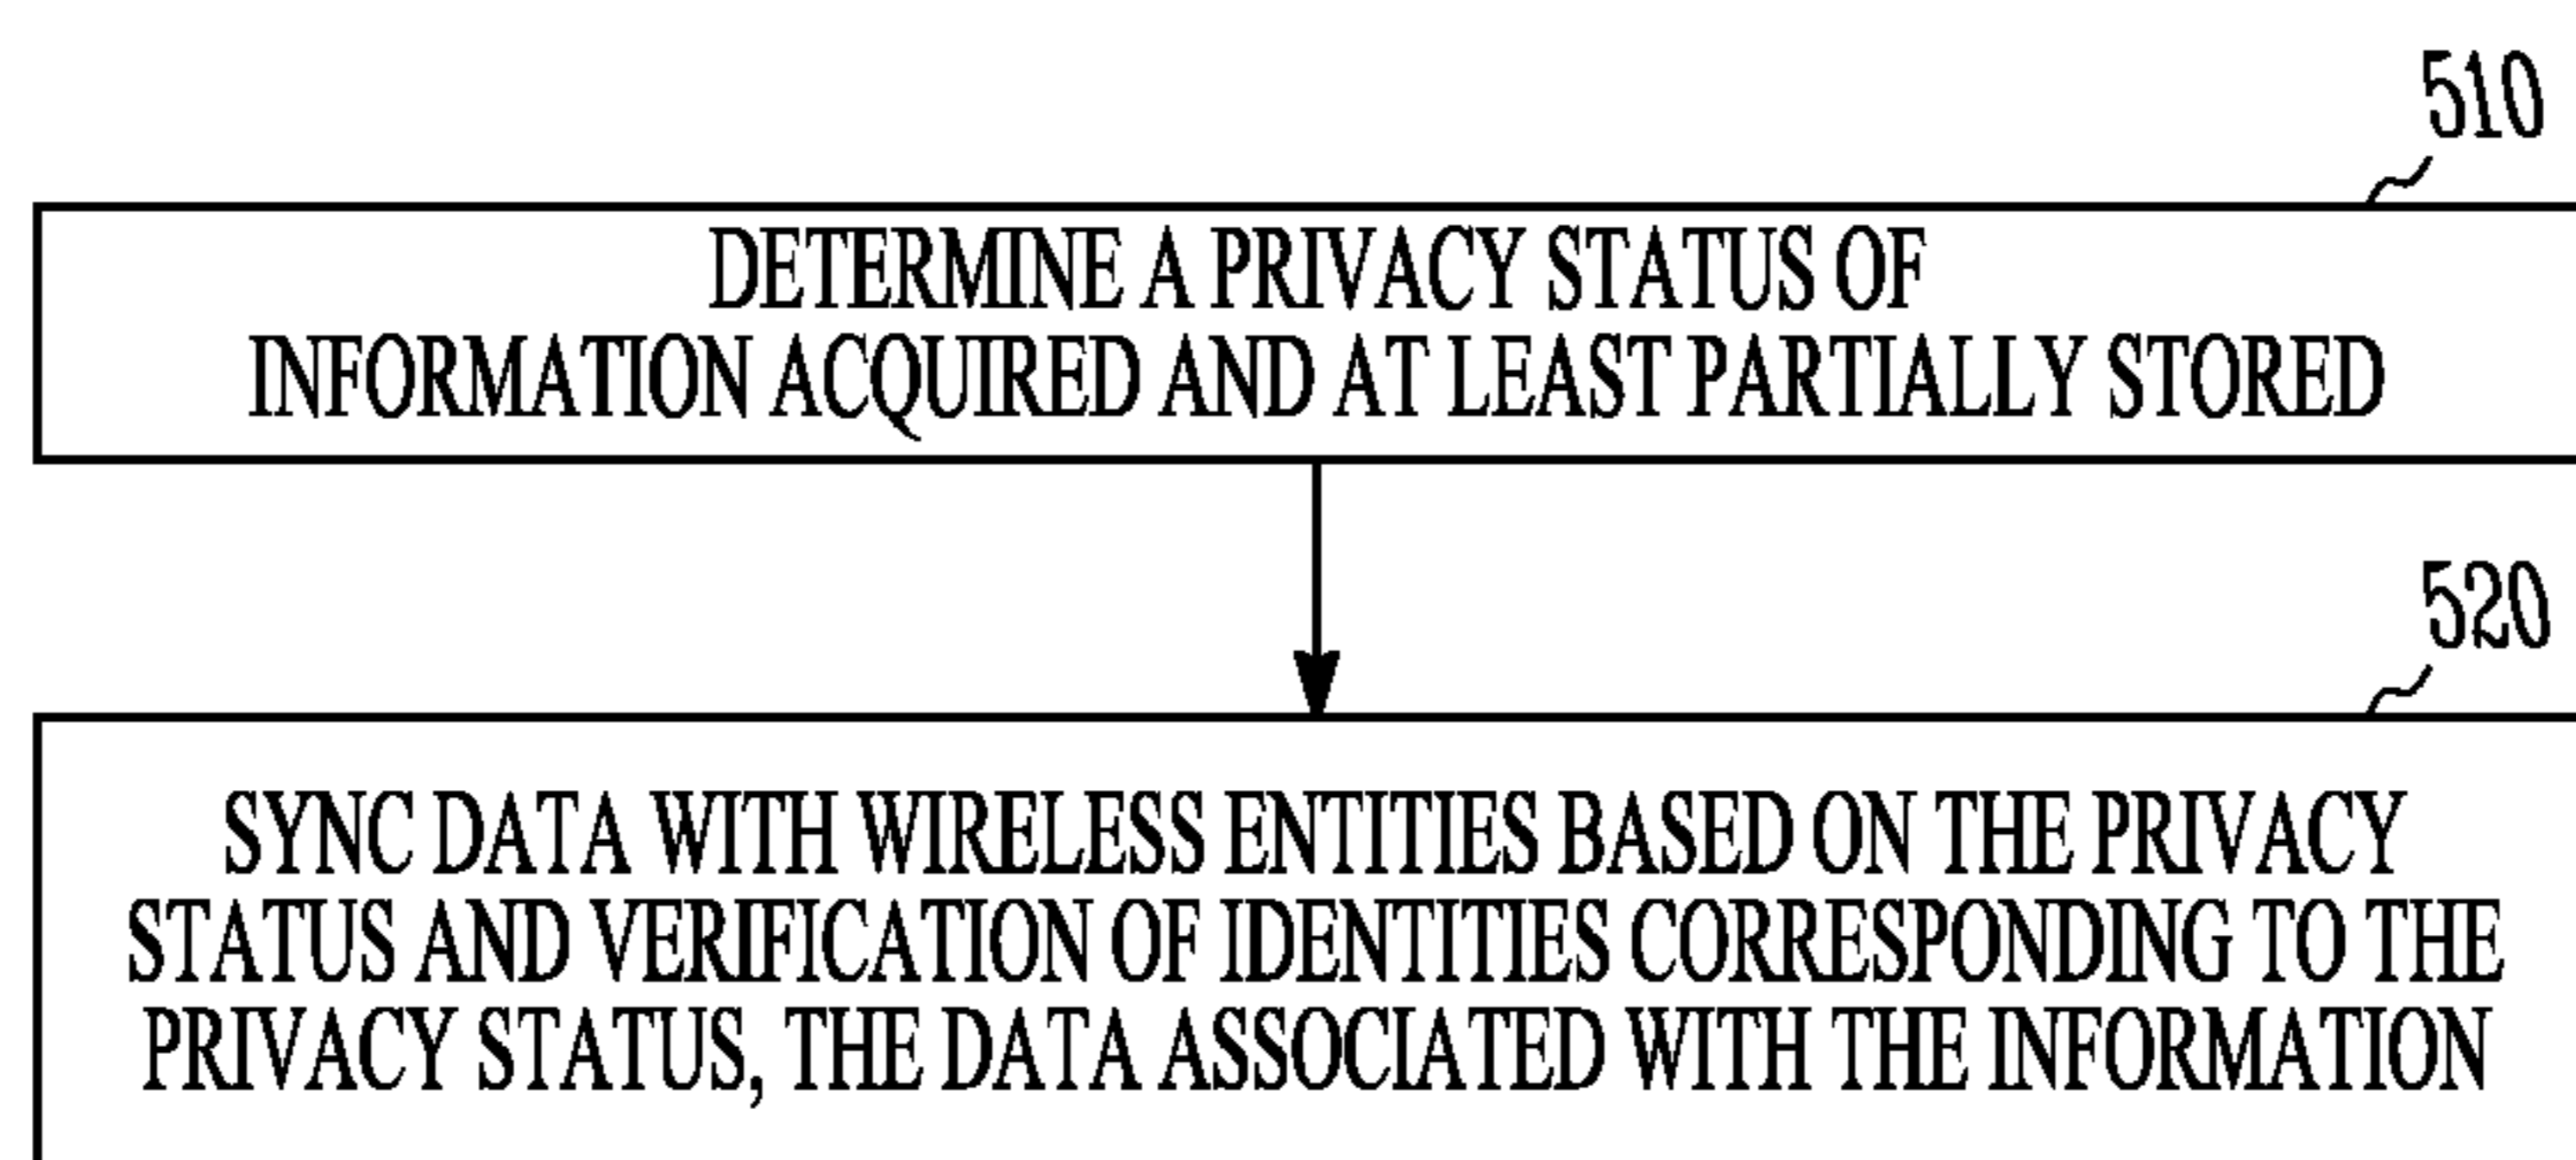 510
DETERMINE A PRIVACY STATUS OF
INFORMATION ACQUIRED AND AT LEAST PARTIALLY STORED
520
SYNC DATA WITH WIRELESS ENTITIES BASED ON THE PRIVACY
STATUS AND VERIFICATION OF IDENTITIES CORRESPONDING TO THE
PRIVACY STATUS, THE DATA ASSOCIATED WITH THE INFORMATION